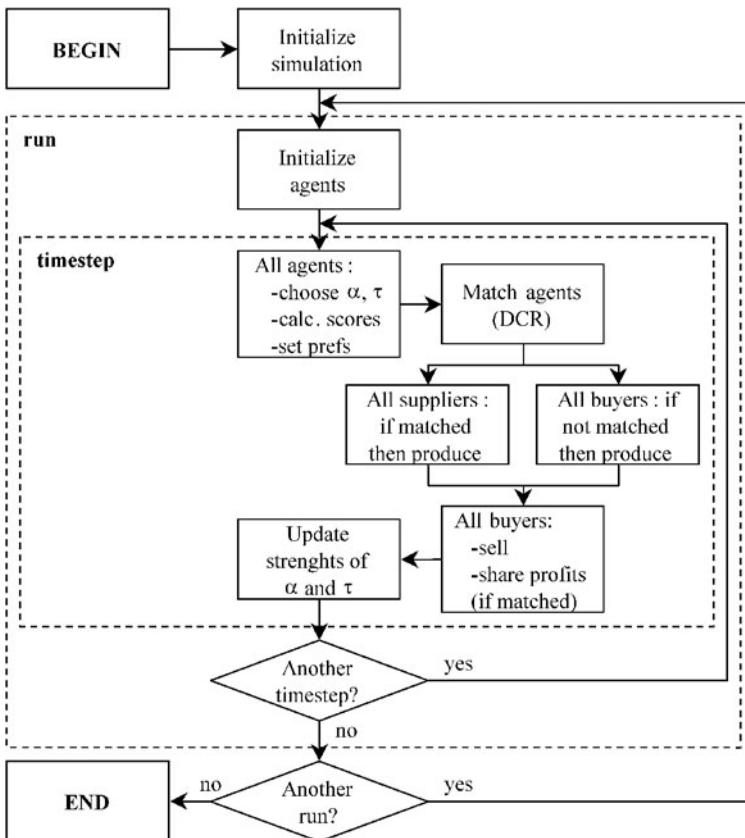 BEGIN
Initialize
simulation
run
Initialize
agents
timestep
All agents :
-choose α, τ
-calc. scores
-set prefs
Match agents
(DCR)
All suppliers :
if matched
then produce
All buyers : if
not matched
then produce
All buyers:
-sell
-share profits
(if matched)
Update
strenghts of
α and τ
Another
timestep?
yes
no
Another
run?
yes
no
END